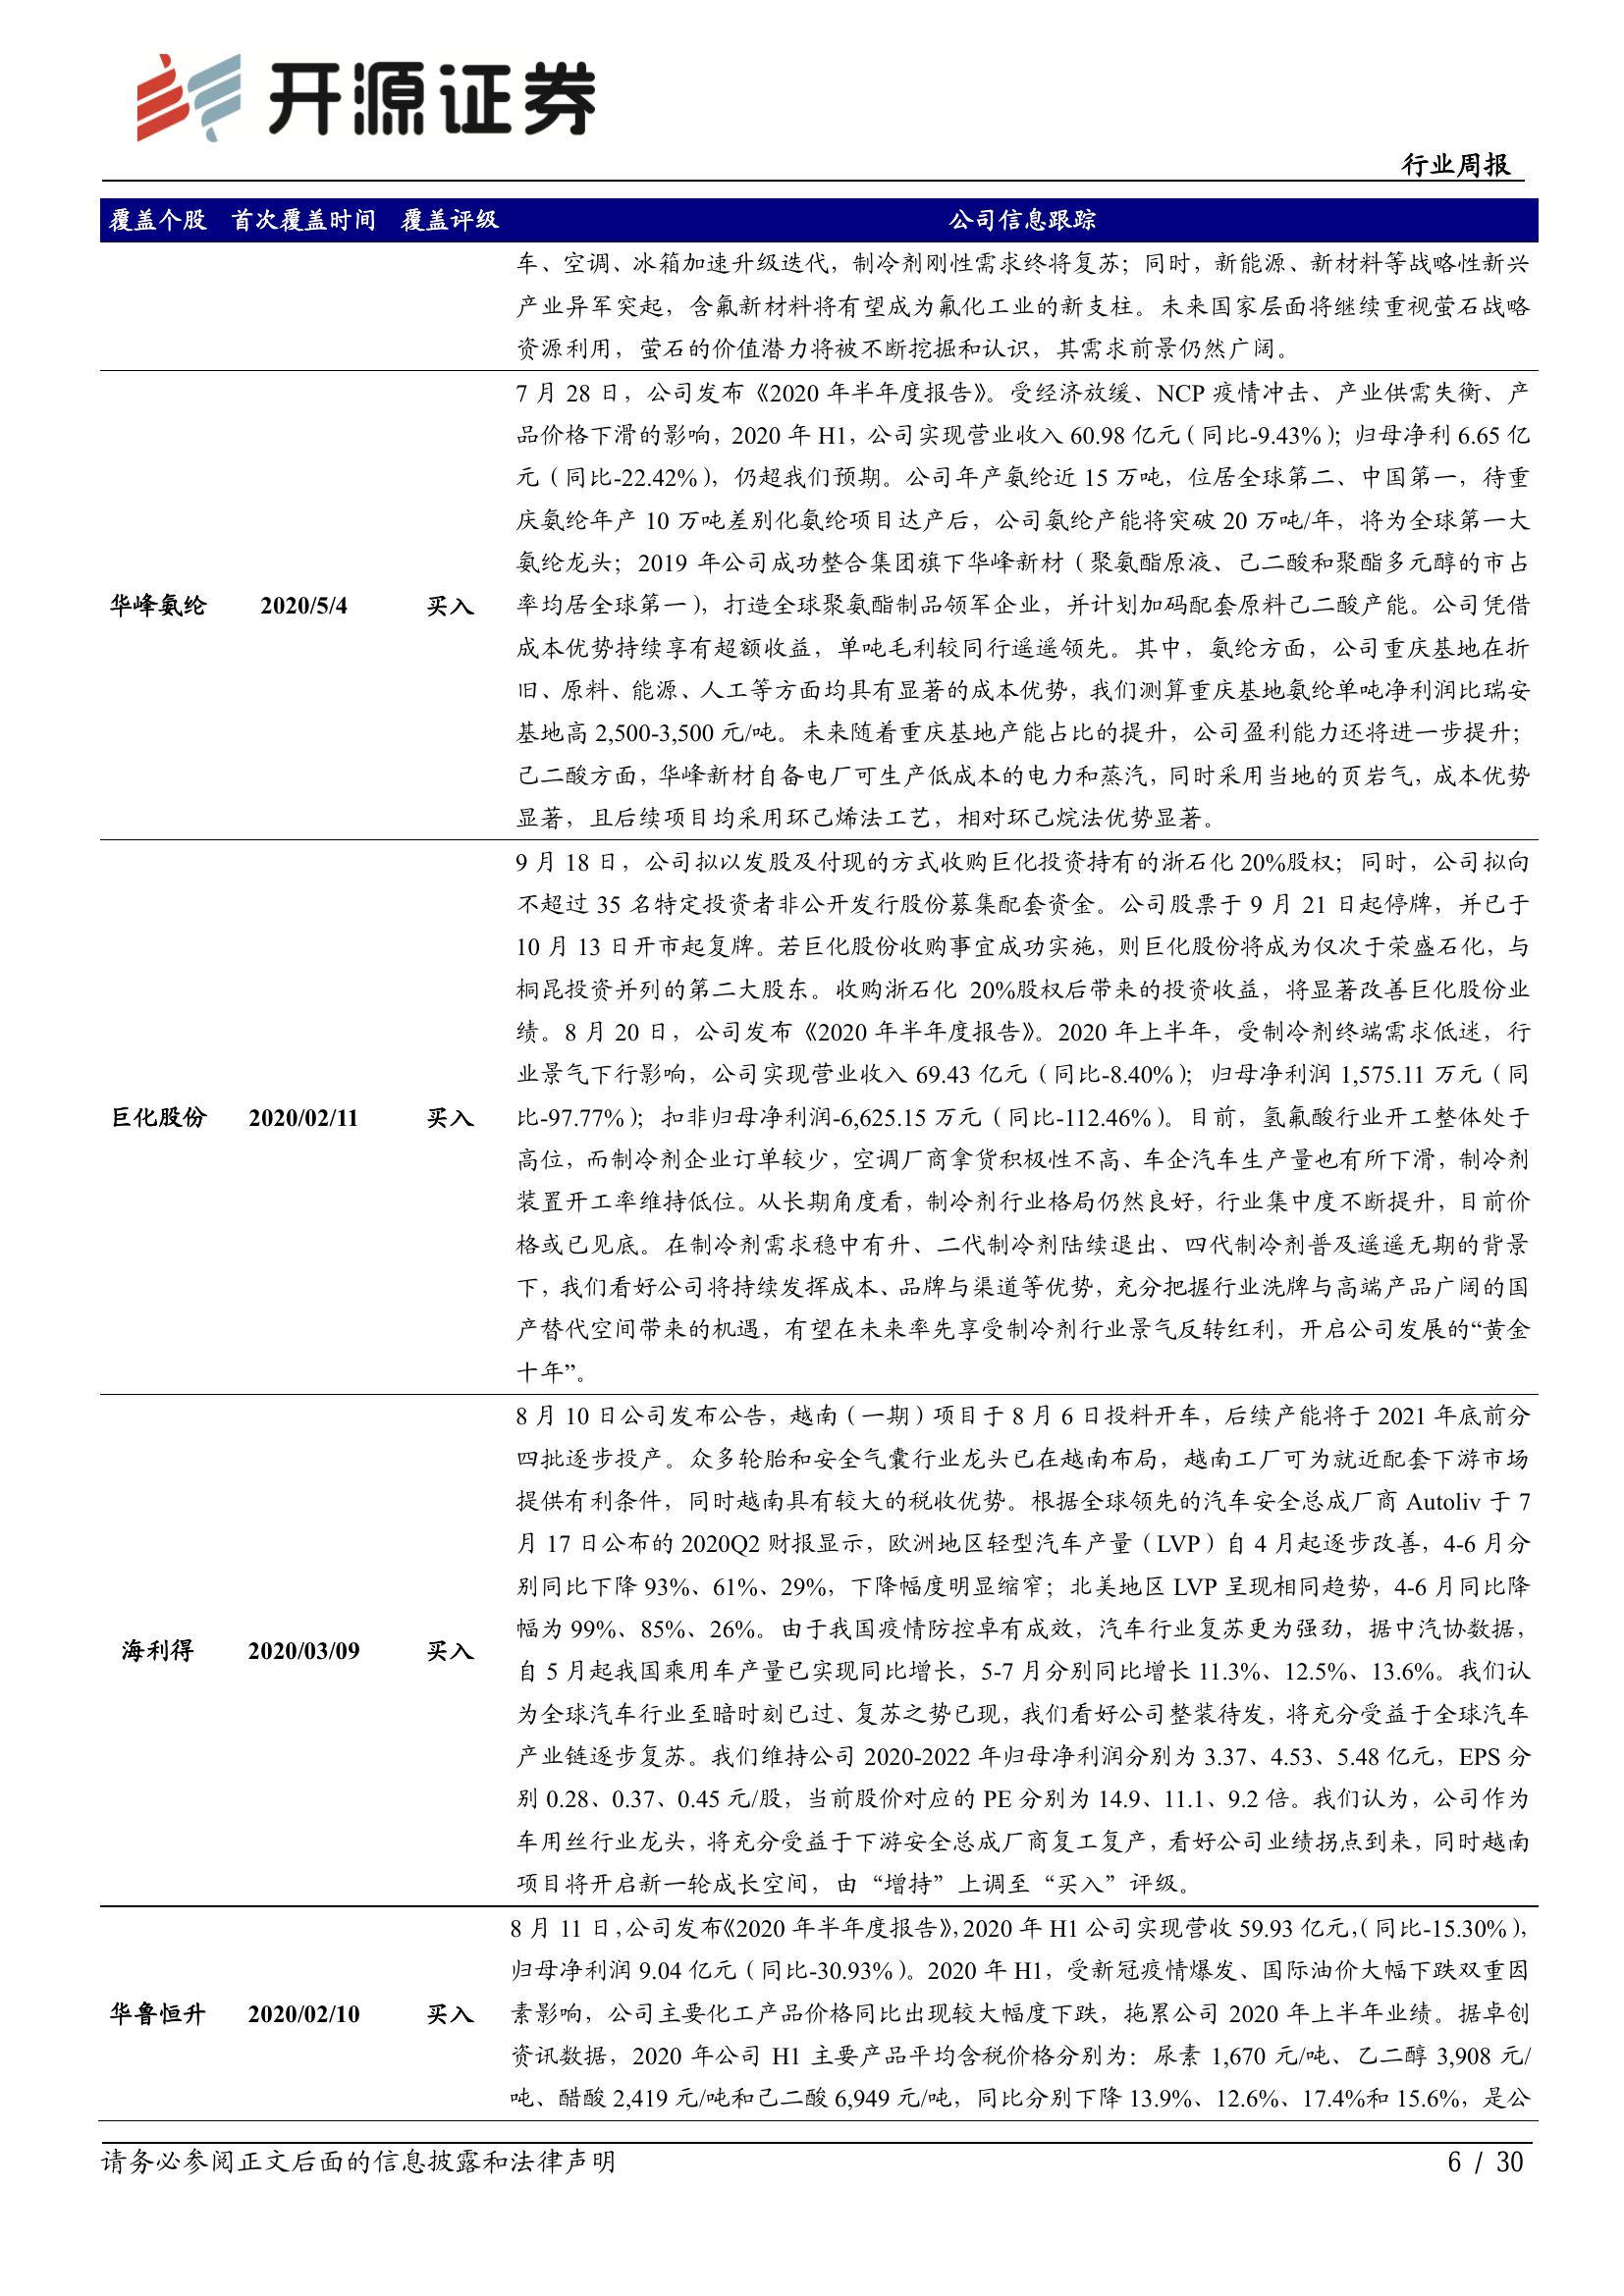 开源证券
行业周报
覆盖个股 首次覆盖时间 覆盖评级 公司信息跟踪
车、空调、冰箱加速升级迭代，制冷剂刚性需求终将复苏；同时，新能源、新材料等战略性新兴
产业异军突起，含氟新材料将有望成为氟化工业的新支柱。未来国家层面将继续重视萤石战略
资源利用，萤石的价值潜力将被不断挖掘和认识，其需求前景仍然广阔。
7 月 28 日，公司发布《2020 年半年度报告》。受经济放缓、NCP 疫情冲击、产业供需失衡、产
品价格下滑的影响，2020 年 H1，公司实现营业收入 60.98 亿元（同比-9.43%）；归母净利 6.65 亿
元（同比-22.42%），仍超我们预期。公司年产氨纶近 15 万吨，位居全球第二、中国第一，待重
庆氨纶年产 10 万吨差别化氨纶项目达产后，公司氨纶产能将突破 20 万吨/年，将为全球第一大
氨纶龙头；2019 年公司成功整合集团旗下华峰新材（聚氨酯原液、己二酸和聚酯多元醇的市占
华峰氨纶 2020/5/4 买入 率均居全球第一），打造全球聚氨酯制品领军企业，并计划加码配套原料己二酸产能。公司凭借
成本优势持续享有超额收益，单吨毛利较同行遥遥领先。其中，氨纶方面，公司重庆基地在折
旧、原料、能源、人工等方面均具有显著的成本优势，我们测算重庆基地氨纶单吨净利润比瑞安
基地高 2,500-3,500 元/吨。未来随着重庆基地产能占比的提升，公司盈利能力还将进一步提升；
己二酸方面，华峰新材自备电厂可生产低成本的电力和蒸汽，同时采用当地的页岩气，成本优势
显著，且后续项目均采用环己烯法工艺，相对环己烷法优势显著。
9 月 18 日，公司拟以发股及付现的方式收购巨化投资持有的浙石化 20%股权；同时，公司拟向
不超过 35 名特定投资者非公开发行股份募集配套资金。公司股票于 9 月 21 日起停牌，并已于
10 月 13 日开市起复牌。若巨化股份收购事宜成功实施，则巨化股份将成为仅次于荣盛石化，与
桐昆投资并列的第二大股东。收购浙石化 20%股权后带来的投资收益，将显著改善巨化股份业
绩。8 月 20 日，公司发布《2020 年半年度报告》。2020 年上半年，受制冷剂终端需求低迷，行
业景气下行影响，公司实现营业收入 69.43 亿元（同比-8.40%）；归母净利润 1,575.11 万元（同
巨化股份 2020/02/11 买入 比-97.77%）；扣非归母净利润-6,625.15 万元（同比-112.46%）。目前，氢氟酸行业开工整体处于
高位，而制冷剂企业订单较少，空调厂商拿货积极性不高、车企汽车生产量也有所下滑，制冷剂
装置开工率维持低位。从长期角度看，制冷剂行业格局仍然良好，行业集中度不断提升，目前价
格或已见底。在制冷剂需求稳中有升、二代制冷剂陆续退出、四代制冷剂普及遥遥无期的背景
下，我们看好公司将持续发挥成本、品牌与渠道等优势，充分把握行业洗牌与高端产品广阔的国
产替代空间带来的机遇，有望在未来率先享受制冷剂行业景气反转红利，开启公司发展的“黄金
十年”。
8 月 10 日公司发布公告，越南（一期）项目于 8 月 6 日投料开车，后续产能将于 2021 年底前分
四批逐步投产。众多轮胎和安全气囊行业龙头已在越南布局，越南工厂可为就近配套下游市场
提供有利条件，同时越南具有较大的税收优势。根据全球领先的汽车安全总成厂商 Autoliv 于 7
月 17 日公布的 2020Q2 财报显示，欧洲地区轻型汽车产量（LVP）自 4 月起逐步改善，4-6 月分
别同比下降 93%、61%、29%，下降幅度明显缩窄；北美地区 LVP 呈现相同趋势，4-6 月同比降
幅为 99%、85%、26%。由于我国疫情防控卓有成效，汽车行业复苏更为强劲，据中汽协数据，
海利得 2020/03/09 买入 自 5 月起我国乘用车产量已实现同比增长，5-7 月分别同比增长 11.3%、12.5%、13.6%。我们认
为全球汽车行业至暗时刻已过、复苏之势已现，我们看好公司整装待发，将充分受益于全球汽车
产业链逐步复苏。我们维持公司 2020-2022 年归母净利润分别为 3.37、4.53、5.48 亿元，EPS 分
别 0.28、0.37、0.45 元/股，当前股价对应的 PE 分别为 14.9、11.1、9.2 倍。我们认为，公司作为
车用丝行业龙头，将充分受益于下游安全总成厂商复工复产，看好公司业绩拐点到来，同时越南
项目将开启新一轮成长空间，由“增持”上调至“买入”评级。
8 月 11 日，公司发布《2020 年半年度报告》，2020 年 H1 公司实现营收 59.93 亿元，（同比-15.30%），
归母净利润 9.04 亿元（同比-30.93%）。2020 年 H1，受新冠疫情爆发、国际油价大幅下跌双重因
华鲁恒升 2020/02/10 买入 素影响，公司主要化工产品价格同比出现较大幅度下跌，拖累公司 2020 年上半年业绩。据卓创
资讯数据，2020 年公司 H1 主要产品平均含税价格分别为：尿素 1,670 元/吨、乙二醇 3,908 元/
吨、醋酸 2,419 元/吨和己二酸 6,949 元/吨，同比分别下降 13.9%、12.6%、17.4%和 15.6%，是公
请务必参阅正文后面的信息披露和法律声明 6 / 30